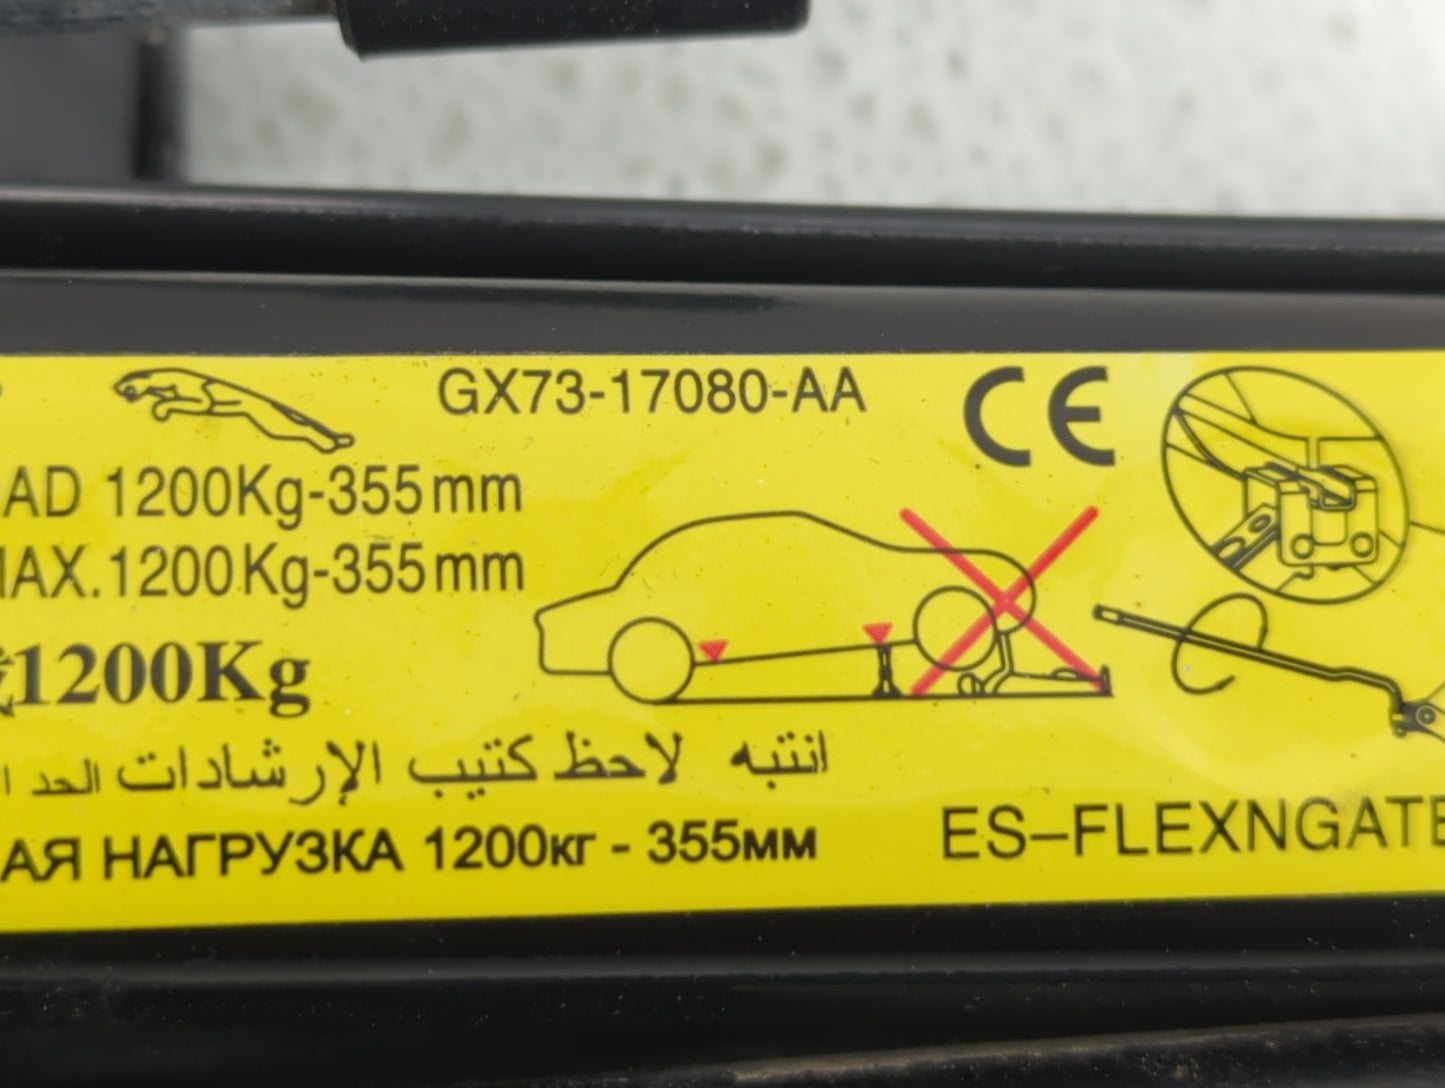 GX73-17080-AA
CE
AD 1200Kg-355mm
AX.1200Kg-355mm
1200Kg
انتبه لاحظ كتيب الإرشادات الحد
АЯ НАГРУЗКА 1200кг - 355мм
ES-FLEXNGATE